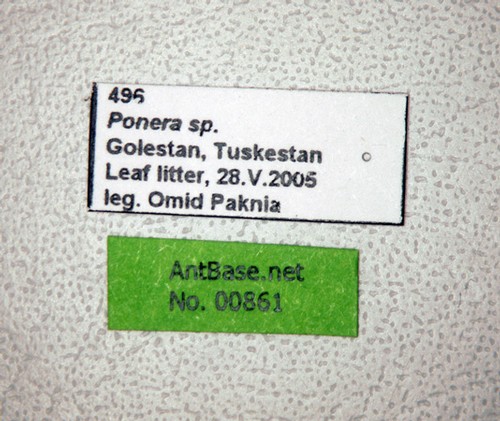 496
Ponera sp.
Golestan, Tuskestan
Leaf litter, 28.V.2005
leg. Omid Paknia
AntBase.net
No. 00861